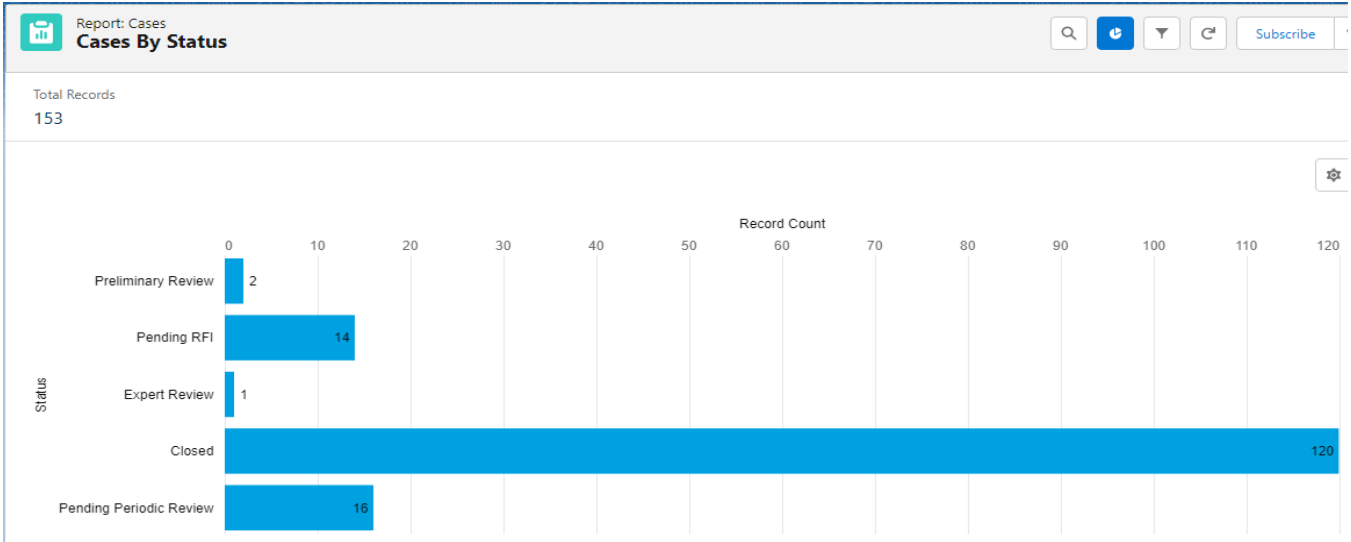 Report: Cases
Cases By Status
Subscribe
Total Records
153
Record Count
0 10 20 30 40 50 60 70 80 90 100 110 120
Status
Preliminary Review 2
Pending RFI 14
Expert Review 1
Closed 120
Pending Periodic Review 16